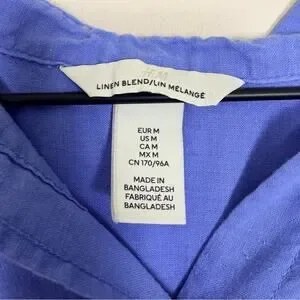 H&M
LINEN BLEND/LIN MÉLANGÉ
EUR M
US M
CA M
MX M
CN 170/96A
MADE IN
BANGLADESH
FABRIQUÉ AU
BANGLADESH